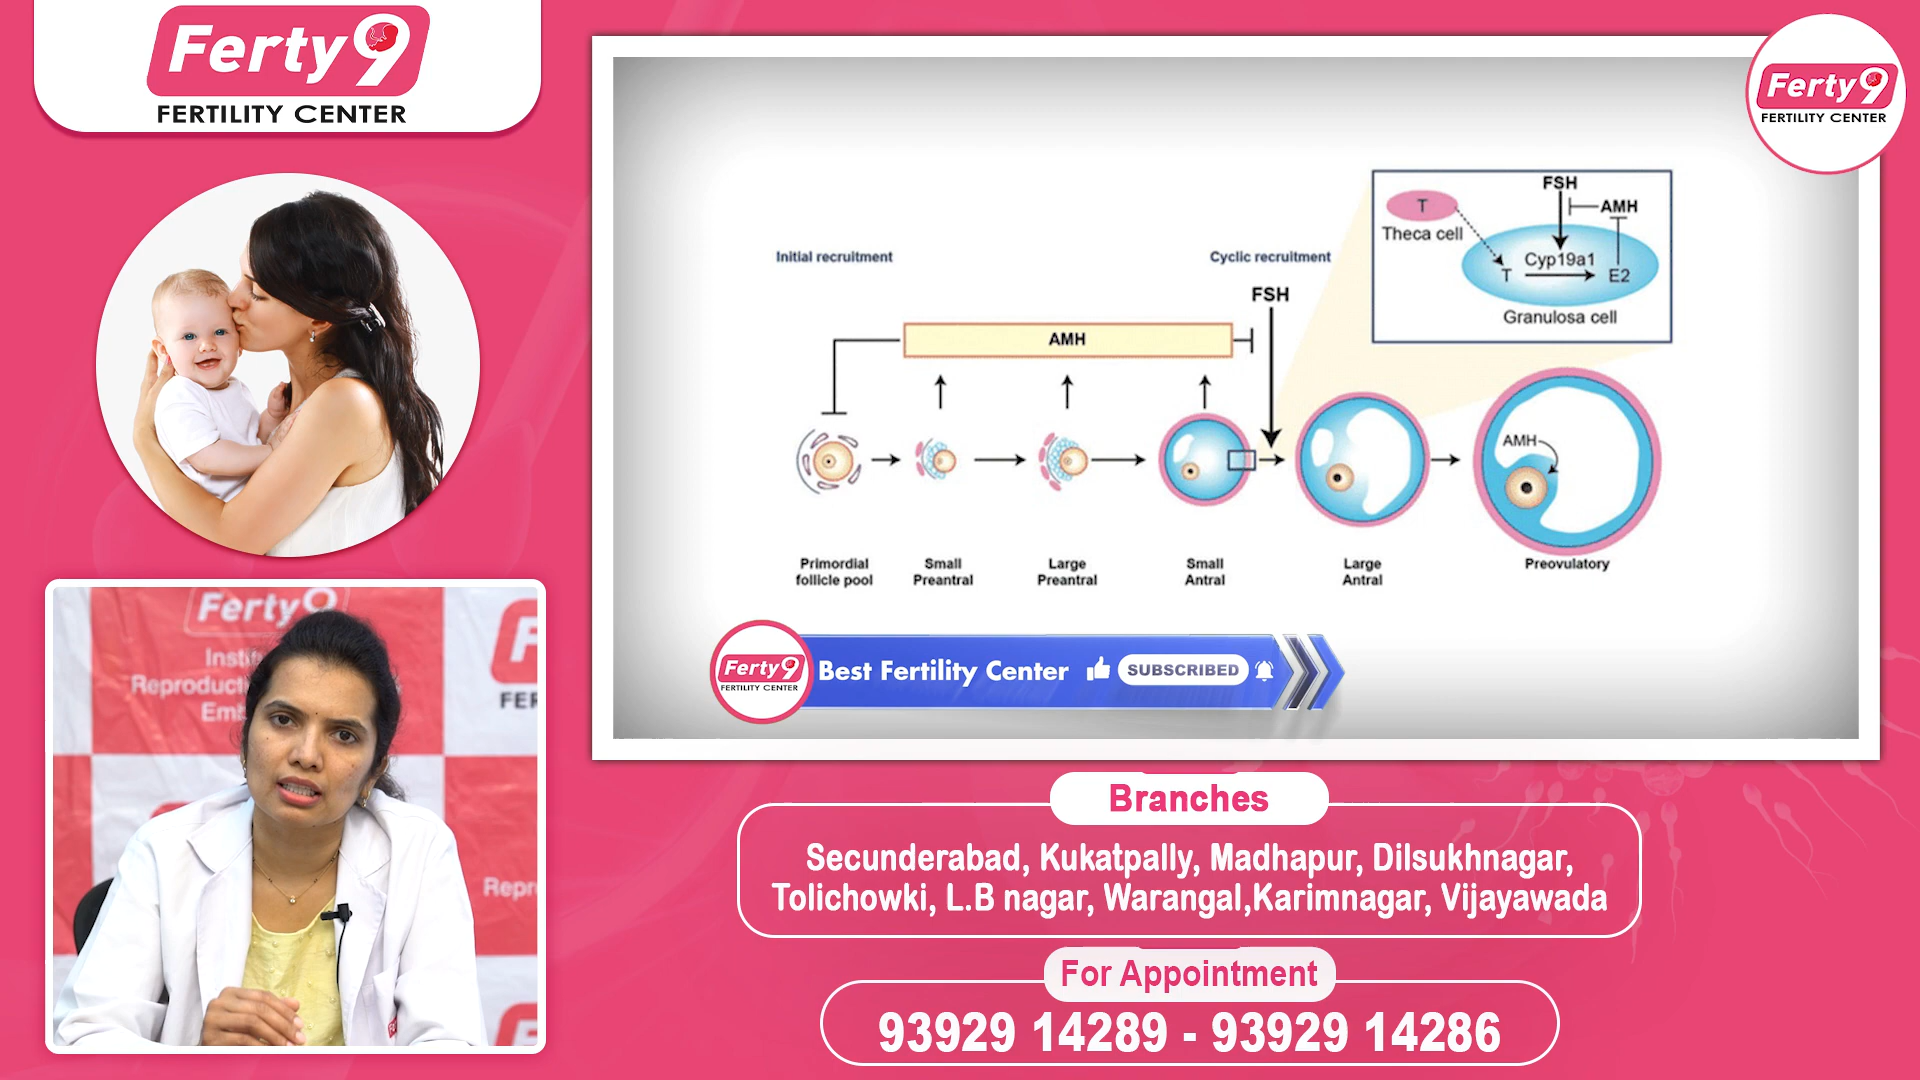 Ferty9
FERTILITY CENTER
Ferty9
FERTILITY CENTER
FSH
AMH
T
Theca cell
Cyp19a1
T
E2
Granulosa cell
Initial recruitment
Cyclic recruitment
FSH
AMH
AMH
Primordial
follicle pool
Small
Preantral
Large
Preantral
Small
Antral
Large
Antral
Preovulatory
Ferty9
FERTILITY CENTER
Best Fertility Center
SUBSCRIBED
Ferty9
Reproduc
Branches
Secunderabad, Kukatpally, Madhapur, Dilsukhnagar,
Tolichowki, L.B nagar, Warangal,Karimnagar, Vijayawada
For Appointment
93929 14289 - 93929 14286